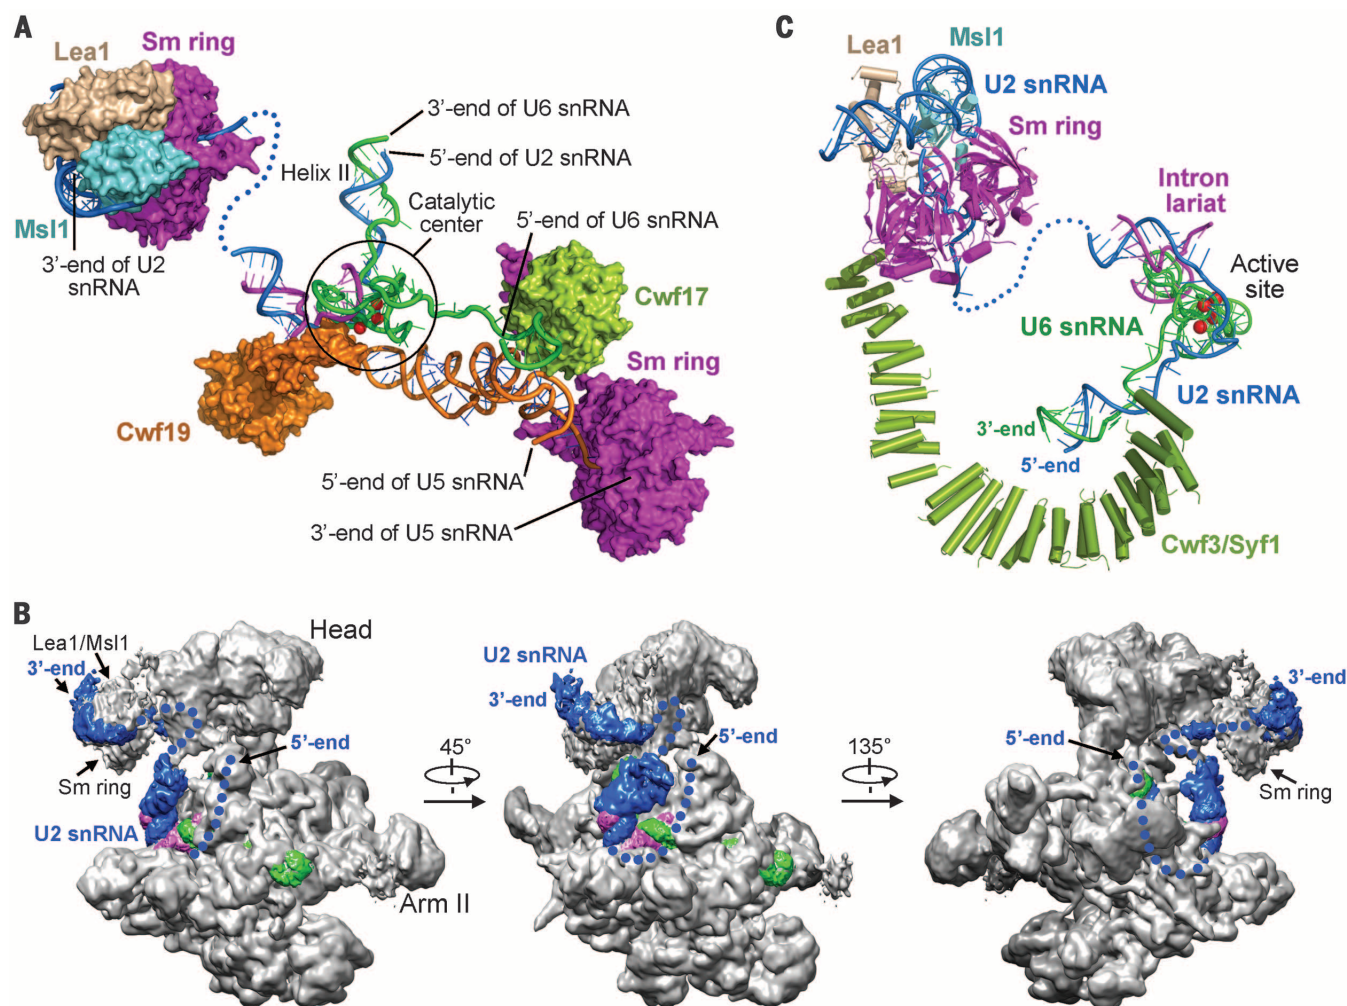 A
Sm ring
Lea1
Msl1
3'-end of U2
snRNA
Helix II
3'-end of U6 snRNA
5'-end of U2 snRNA
Catalytic
center
5'-end of U6 snRNA
Cwf17
Sm ring
Cwf19
5'-end of U5 snRNA
3'-end of U5 snRNA
C
Lea1
Msl1
U2 snRNA
Sm ring
Intron
lariat
Active
site
U6 snRNA
U2 snRNA
3'-end
5'-end
Cwf3/Syf1
B
Lea1/Msl1
3'-end
Head
5'-end
Sm ring
U2 snRNA
Arm II
45°
U2 snRNA
3'-end
5'-end
135°
3'-end
5'-end
Sm ring